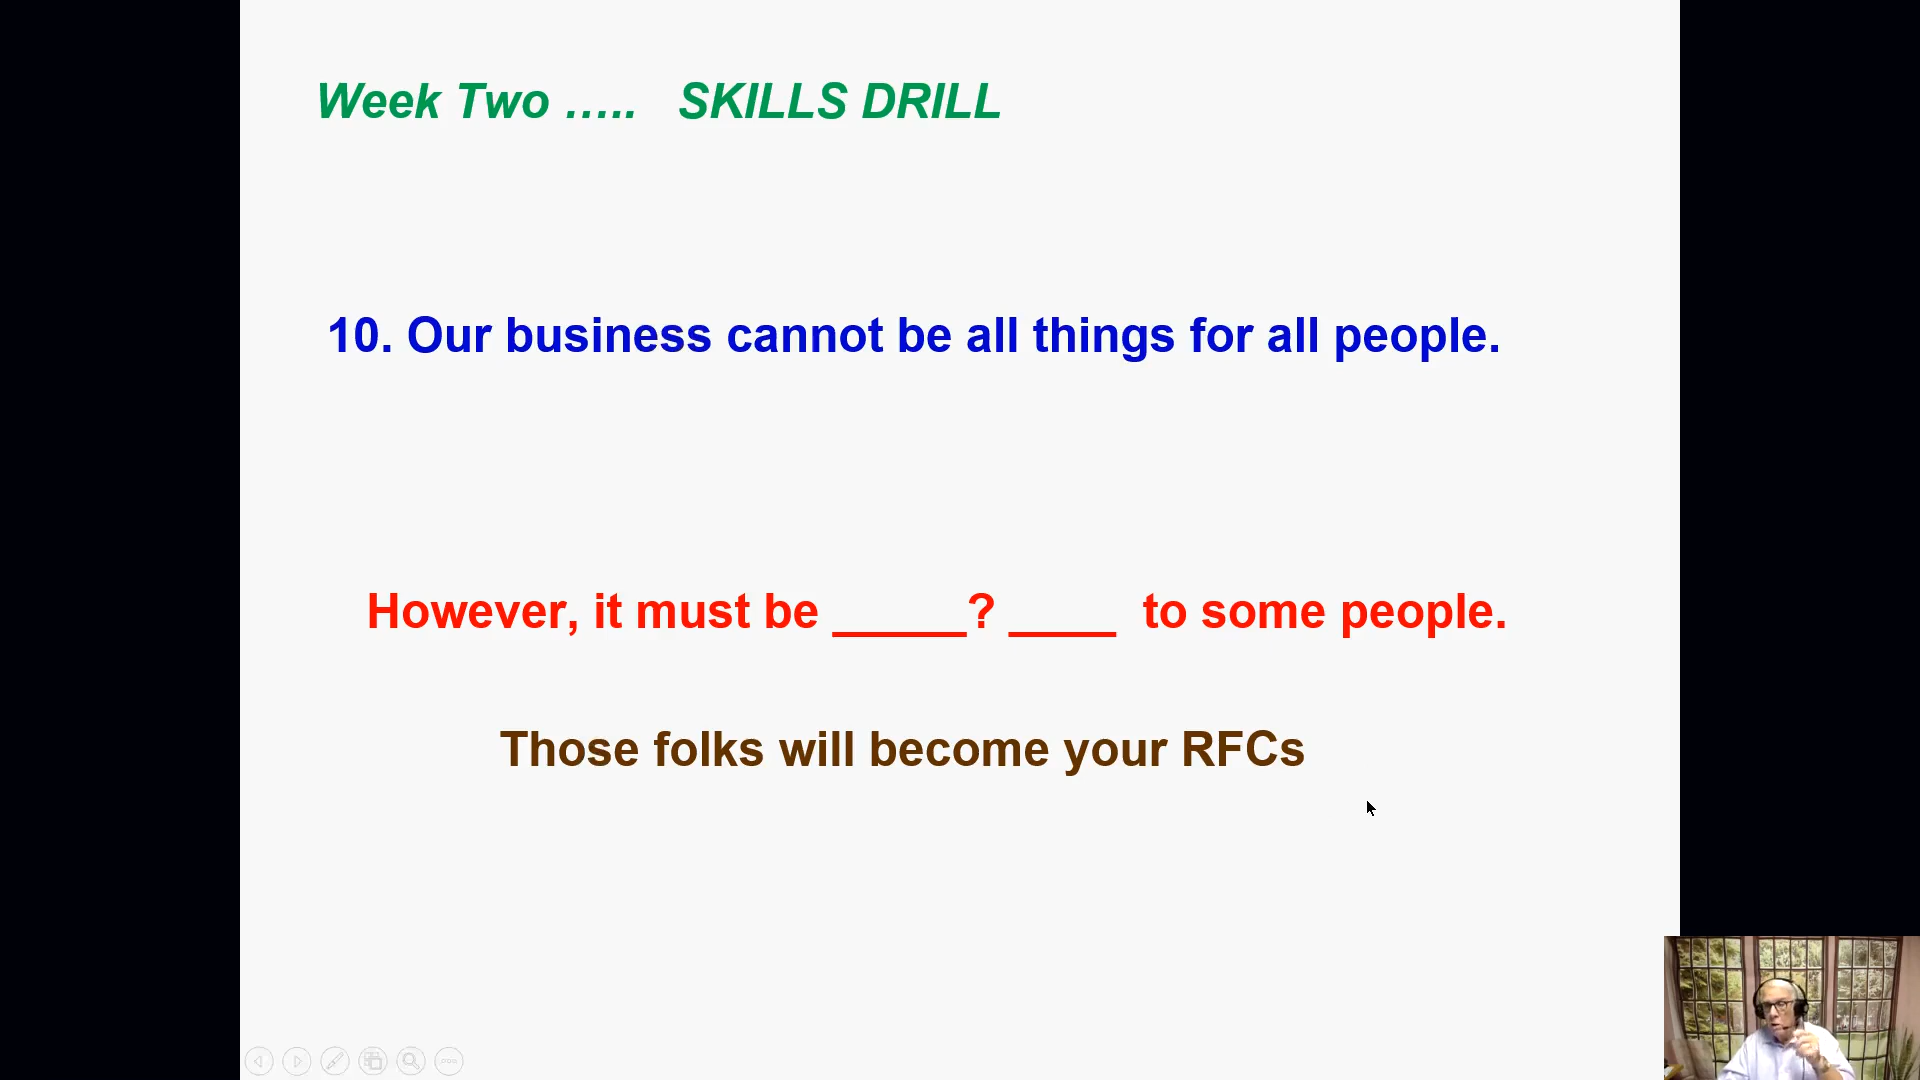 Week Two ….. SKILLS DRILL
10. Our business cannot be all things for all people.
However, it must be _____? ____ to some people.
Those folks will become your RFCs